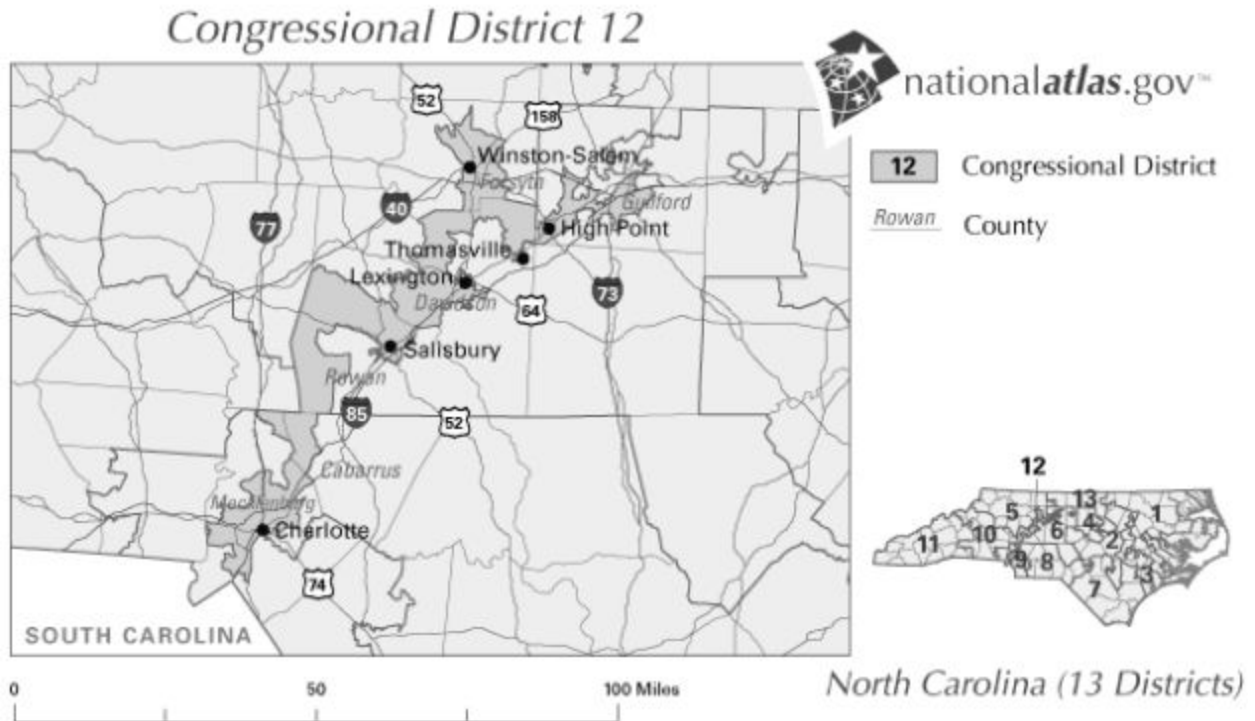 Congressional District 12
nationalatlas.gov™
12 Congressional District
Rowan County
52
158
Winston-Salem
Forsyth
40
Guilford
77
High Point
Thomasville
Lexington
73
Davidson
64
Salisbury
Rowan
85
52
Cabarrus
Mecklenburg
Charlotte
74
SOUTH CAROLINA
12
13
5
1
4
10
6
2
11
9
8
3
7
0 50 100 Miles
North Carolina (13 Districts)